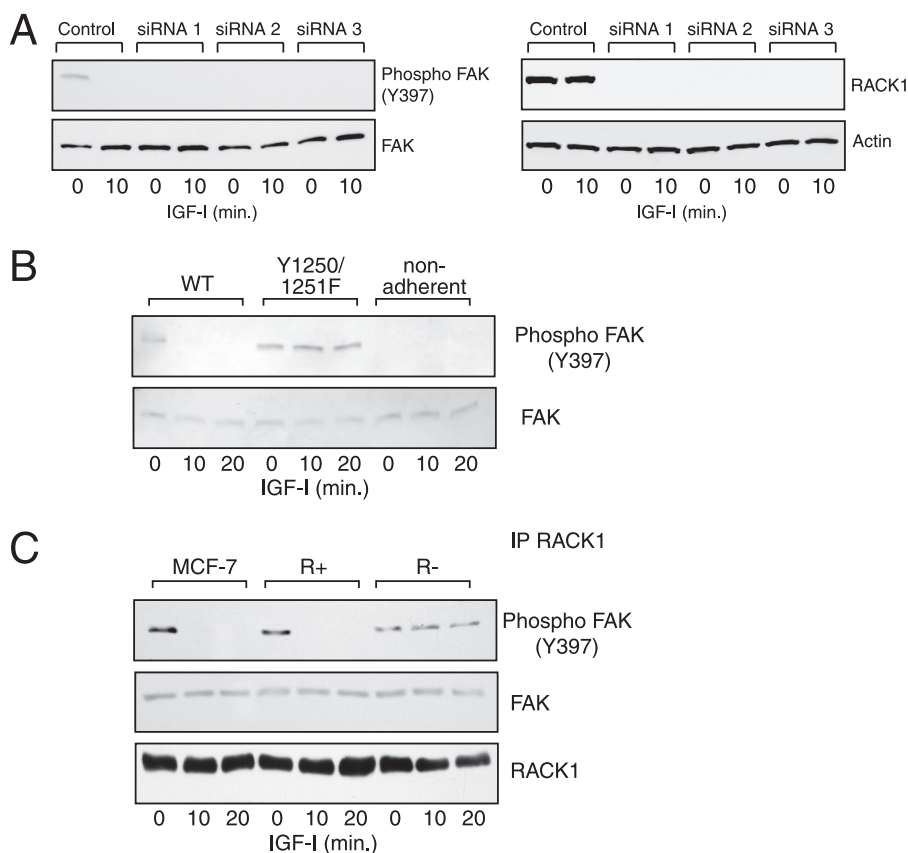 A
Control siRNA 1 siRNA 2 siRNA 3
Phospho FAK
(Y397)
FAK
0 10 0 10 0 10 0 10
IGF-I (min.)
Control siRNA 1 siRNA 2 siRNA 3
RACK1
Actin
0 10 0 10 0 10 0 10
IGF-I (min.)
B
WT Y1250/ 1251F non- adherent
Phospho FAK
(Y397)
FAK
0 10 20 0 10 20 0 10 20
IGF-I (min.)
C
IP RACK1
MCF-7 R+ R-
Phospho FAK
(Y397)
FAK
RACK1
0 10 20 0 10 20 0 10 20
IGF-I (min.)